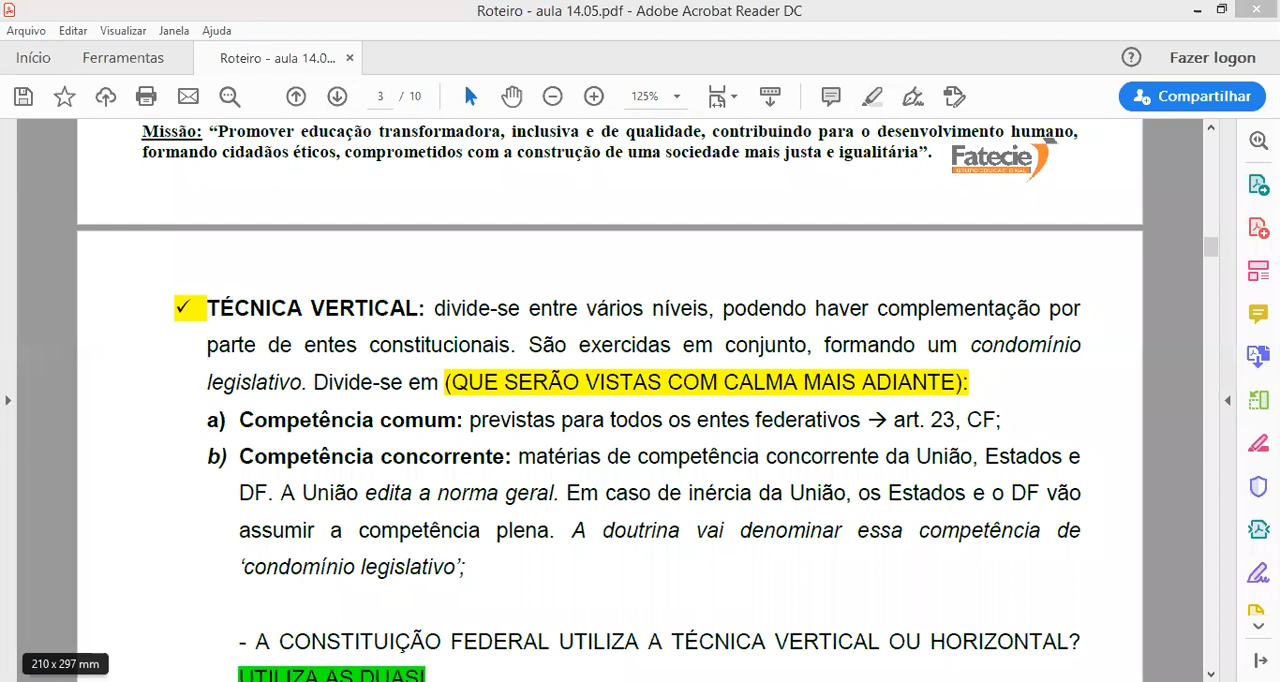 Roteiro - aula 14.05.pdf - Adobe Acrobat Reader DC
Arquivo Editar Visualizar Janela Ajuda
Início Ferramentas Roteiro - aula 14.0... × Fazer logon
3 / 10 125% Compartilhar
Missão: “Promover educação transformadora, inclusiva e de qualidade, contribuindo para o desenvolvimento humano,
formando cidadãos éticos, comprometidos com a construção de uma sociedade mais justa e igualitária”.
Fatecie
GRUPO EDUCACIONAL
✓ TÉCNICA VERTICAL: divide-se entre vários níveis, podendo haver complementação por
parte de entes constitucionais. São exercidas em conjunto, formando um condomínio
legislativo. Divide-se em (QUE SERÃO VISTAS COM CALMA MAIS ADIANTE):
a) Competência comum: previstas para todos os entes federativos → art. 23, CF;
b) Competência concorrente: matérias de competência concorrente da União, Estados e
DF. A União edita a norma geral. Em caso de inércia da União, os Estados e o DF vão
assumir a competência plena. A doutrina vai denominar essa competência de
‘condomínio legislativo’;
- A CONSTITUIÇÃO FEDERAL UTILIZA A TÉCNICA VERTICAL OU HORIZONTAL?
UTILIZA AS DUAS!
210 x 297 mm